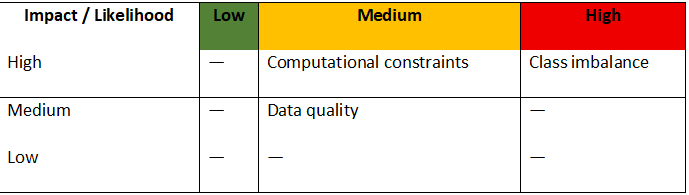 Impact / Likelihood Low Medium High
High — Computational constraints Class imbalance
Medium — Data quality —
Low — — —